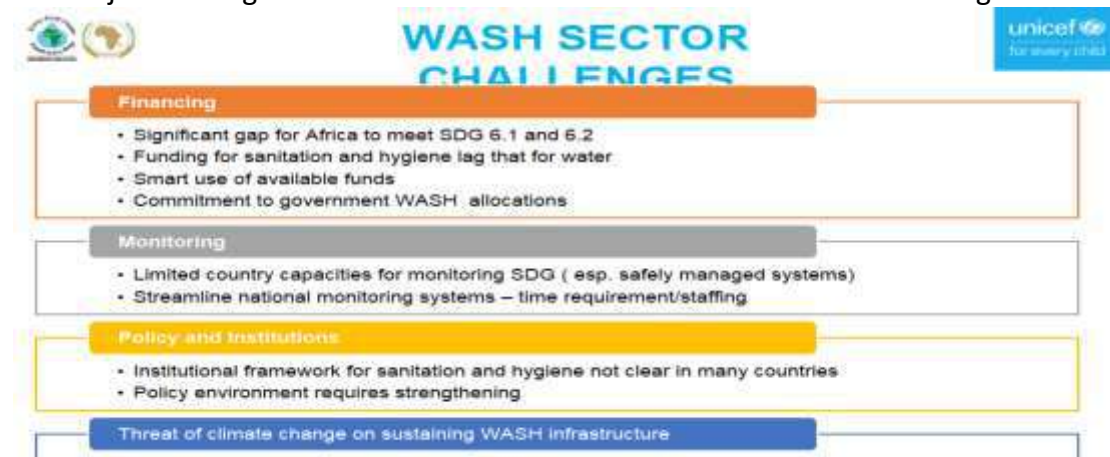 WASH SECTOR
CHALLENGES
unicef
for every child
Financing
• Significant gap for Africa to meet SDG 6.1 and 6.2
• Funding for sanitation and hygiene lag that for water
• Smart use of available funds
• Commitment to government WASH allocations
Monitoring
• Limited country capacities for monitoring SDG ( esp. safely managed systems)
• Streamline national monitoring systems – time requirement/staffing
Policy and Institutions
• Institutional framework for sanitation and hygiene not clear in many countries
• Policy environment requires strengthening
Threat of climate change on sustaining WASH infrastructure